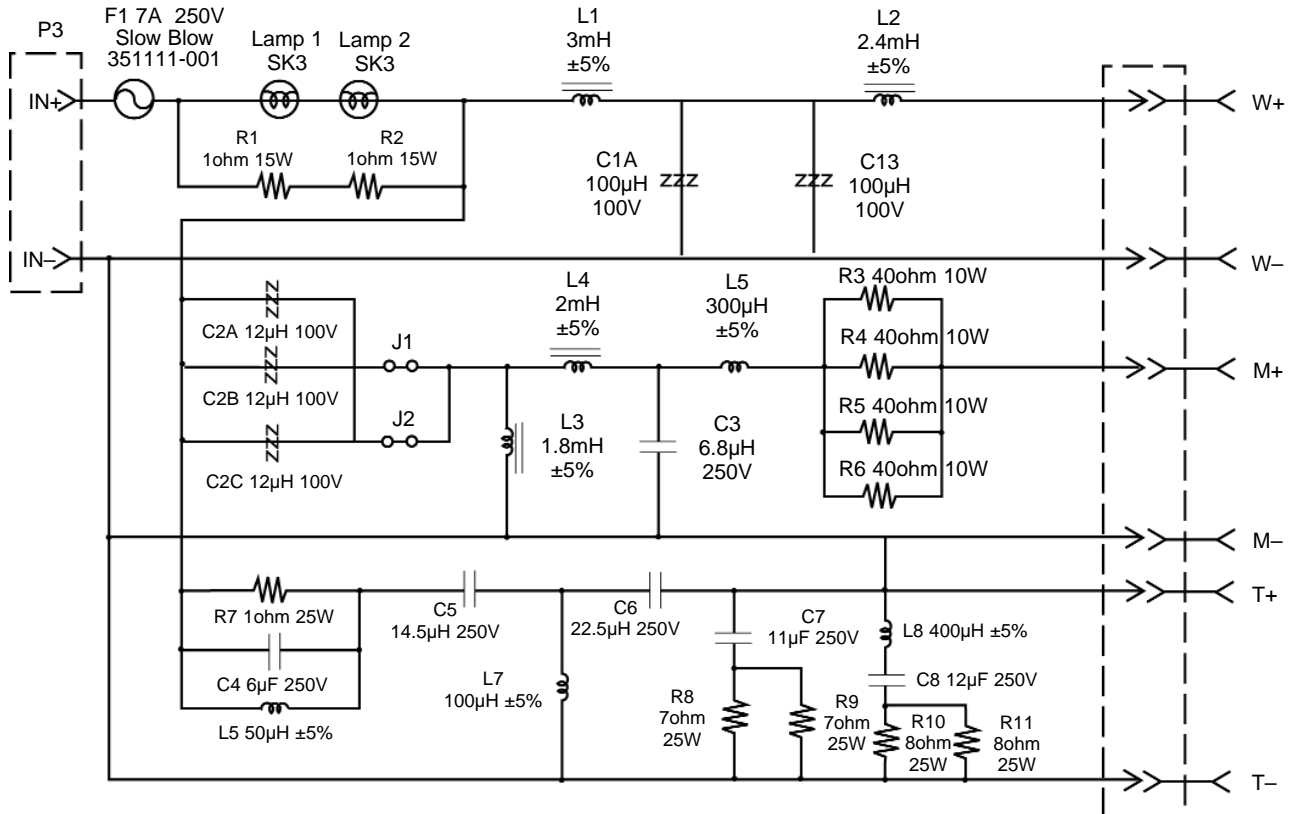 P3
F1 7A 250V
Slow Blow
351111-001
Lamp 1
SK3
Lamp 2
SK3
L1
3mH
±5%
L2
2.4mH
±5%
IN+
W+
R1
1ohm 15W
R2
1ohm 15W
C1A
100µH
100V
ZZZ
ZZZ
C13
100µH
100V
IN–
W–
ZZZ
C2A 12µH 100V
ZZZ
C2B 12µH 100V
ZZZ
C2C 12µH 100V
J1
J2
L4
2mH
±5%
L5
300µH
±5%
R3 40ohm 10W
R4 40ohm 10W
R5 40ohm 10W
R6 40ohm 10W
M+
L3
1.8mH
±5%
C3
6.8µH
250V
M–
T+
R7 1ohm 25W
C4 6µF 250V
L5 50µH ±5%
C5
14.5µH 250V
C6
22.5µH 250V
C7
11µF 250V
L8 400µH ±5%
L7
100µH ±5%
C8 12µF 250V
R8
7ohm
25W
R9
7ohm
25W
R10
8ohm
25W
R11
8ohm
25W
T–